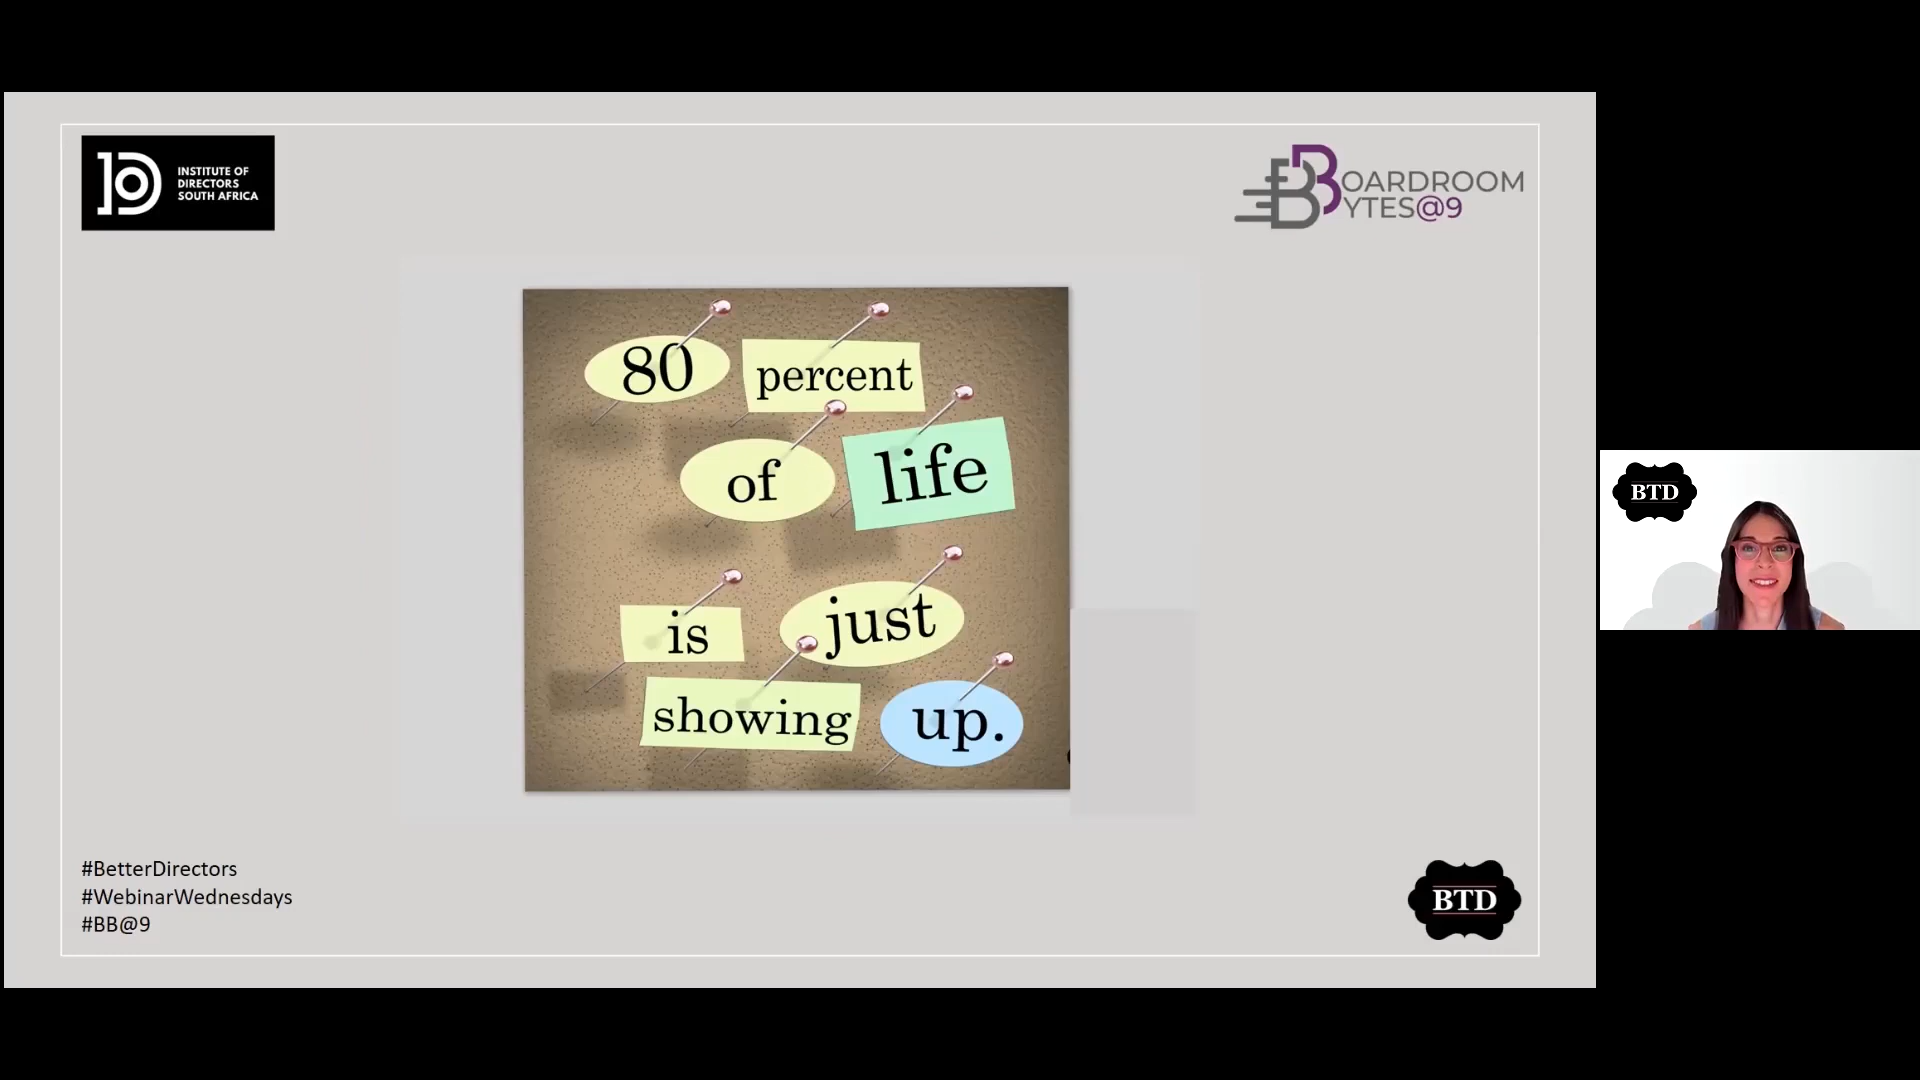 INSTITUTE OF
DIRECTORS
SOUTH AFRICA
BOARDROOM
BYTES@9
80 percent
of life
is just
showing up.
#BetterDirectors
#WebinarWednesdays
#BB@9
BTD
BTD